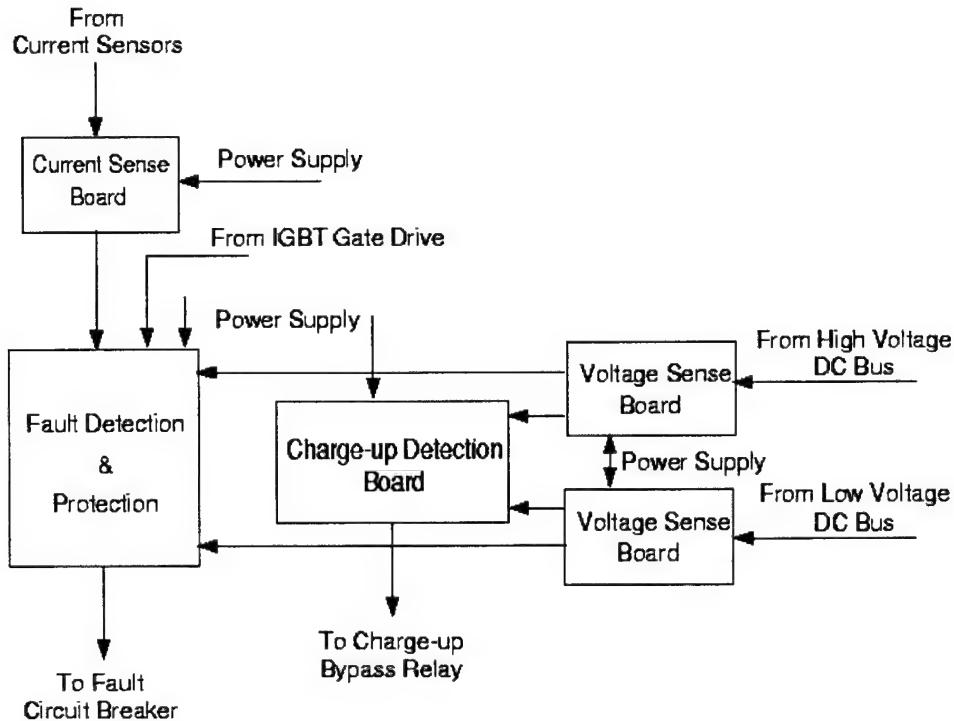 From
Current Sensors
Current Sense
Board
Power Supply
From IGBT Gate Drive
Power Supply
From High Voltage
DC Bus
Voltage Sense
Board
Fault Detection
&
Protection
Charge-up Detection
Board
Power Supply
From Low Voltage
DC Bus
Voltage Sense
Board
To Charge-up
Bypass Relay
To Fault
Circuit Breaker